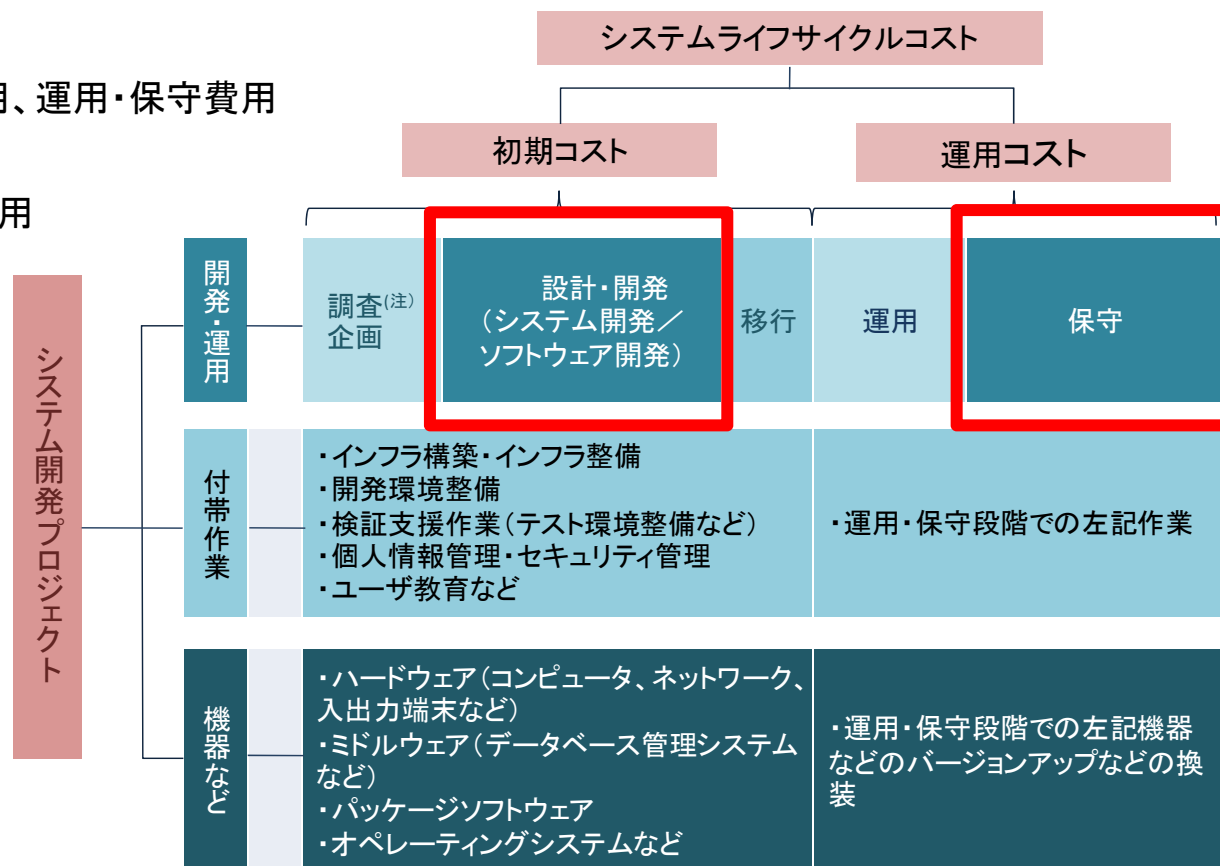 システムライフサイクルコスト
用、運用・保守費用
初期コスト
運用コスト
用
システム開発プロジェクト
開発・運用
調査(注)
企画
設計・開発
(システム開発/
ソフトウェア開発)
移行
運用
保守
付帯作業
・インフラ構築・インフラ整備
・開発環境整備
・検証支援作業(テスト環境整備など)
・個人情報管理・セキュリティ管理
・ユーザ教育など
・運用・保守段階での左記作業
機器など
・ハードウェア(コンピュータ、ネットワーク、
入出力端末など)
・ミドルウェア(データベース管理システム
など)
・パッケージソフトウェア
・オペレーティングシステムなど
・運用・保守段階での左記機器
などのバージョンアップなどの換
装